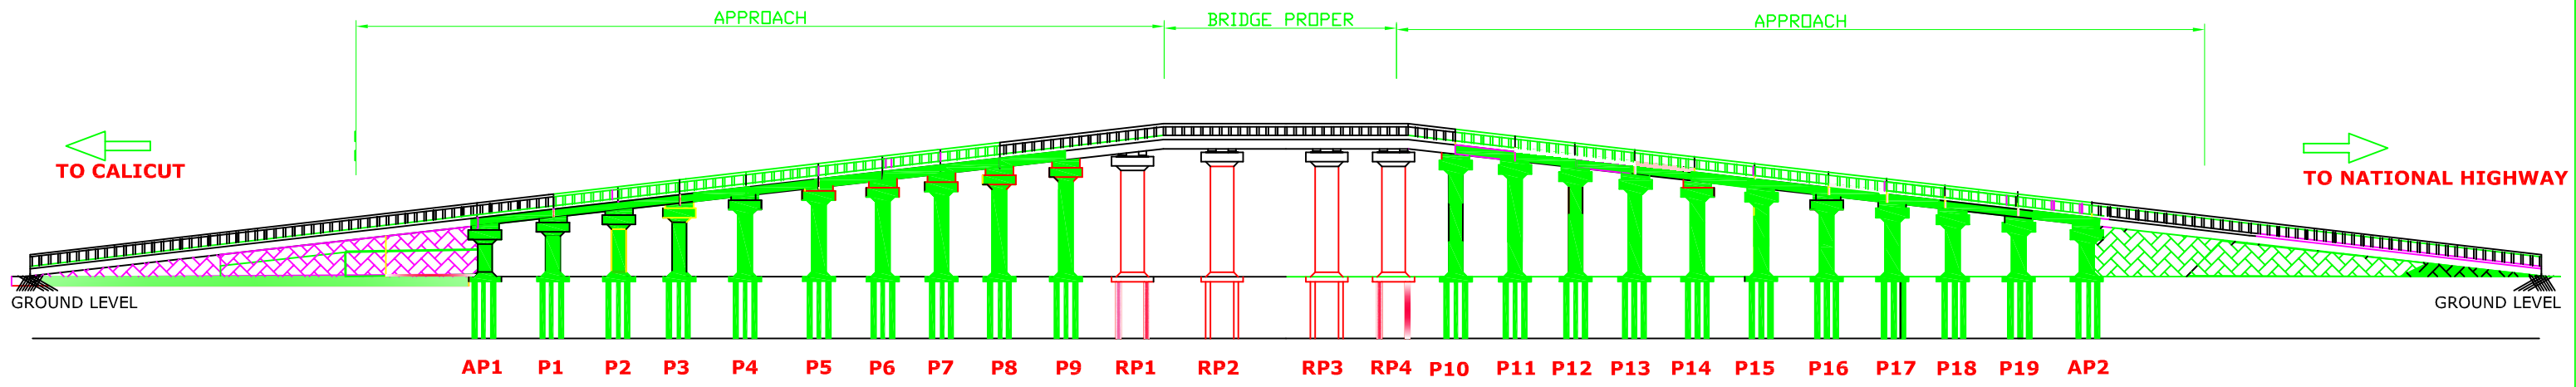 APPROACH
BRIDGE PROPER
APPROACH
TO CALICUT
TO NATIONAL HIGHWAY
GROUND LEVEL
GROUND LEVEL
AP1 P1 P2 P3 P4 P5 P6 P7 P8 P9 RP1 RP2 RP3 RP4 P10 P11 P12 P13 P14 P15 P16 P17 P18 P19 AP2